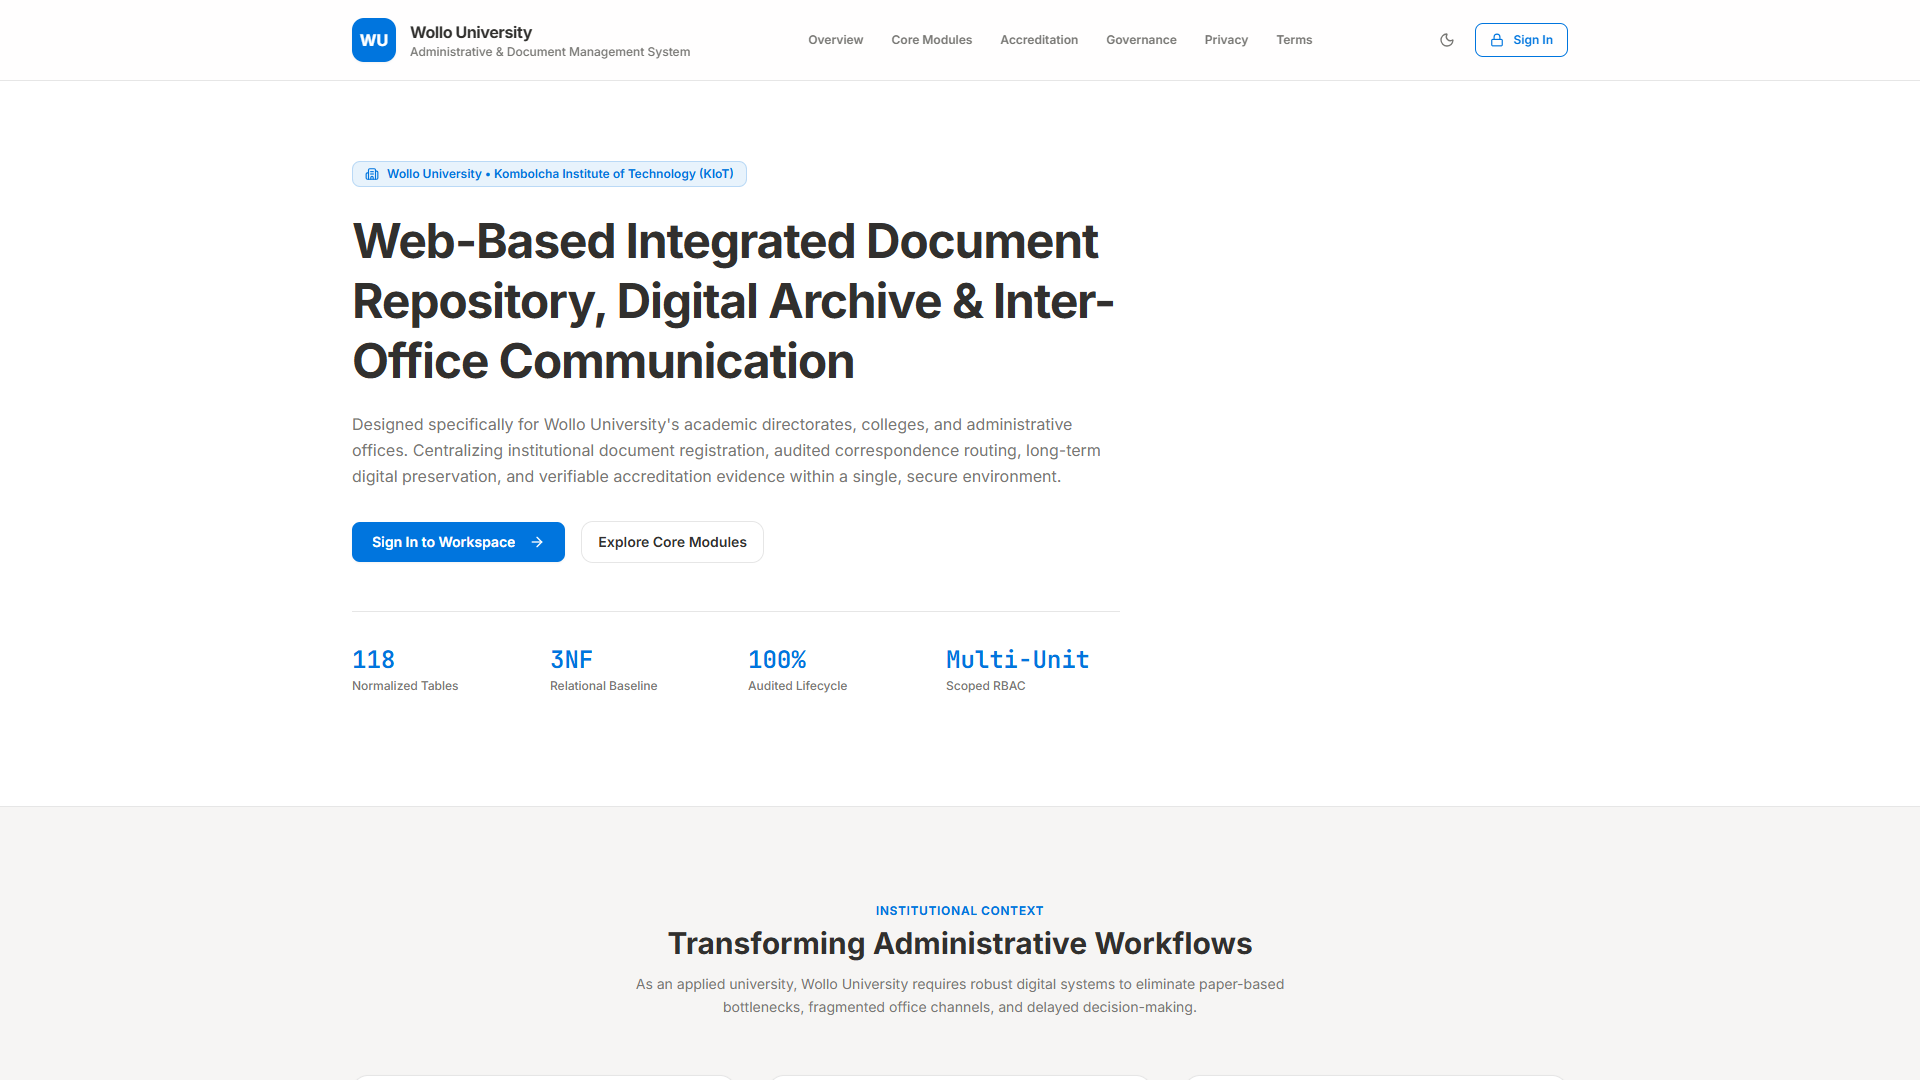 WU
Wollo University
Administrative & Document Management System
Overview
Core Modules
Accreditation
Governance
Privacy
Terms
Sign In
Wollo University • Kombolcha Institute of Technology (KIoT)
Web-Based Integrated Document
Repository, Digital Archive & Inter-
Office Communication
Designed specifically for Wollo University's academic directorates, colleges, and administrative
offices. Centralizing institutional document registration, audited correspondence routing, long-term
digital preservation, and verifiable accreditation evidence within a single, secure environment.
Sign In to Workspace
Explore Core Modules
118
Normalized Tables
3NF
Relational Baseline
100%
Audited Lifecycle
Multi-Unit
Scoped RBAC
INSTITUTIONAL CONTEXT
Transforming Administrative Workflows
As an applied university, Wollo University requires robust digital systems to eliminate paper-based
bottlenecks, fragmented office channels, and delayed decision-making.